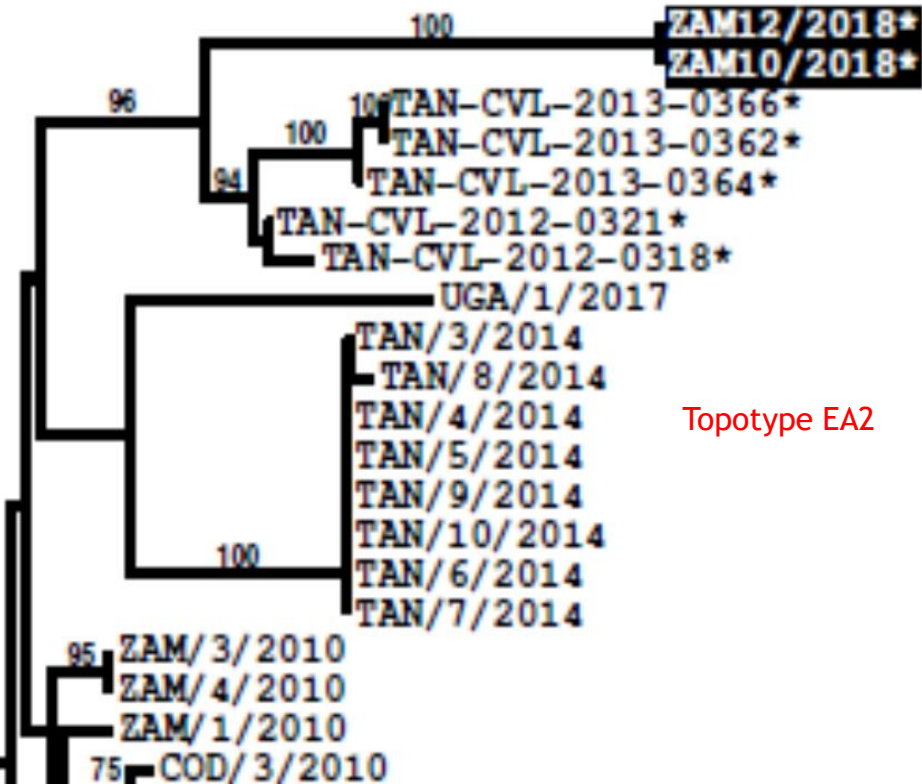 100
ZAM12/2018*
ZAM10/2018*
96
100
TAN-CVL-2013-0366*
100
TAN-CVL-2013-0362*
94
TAN-CVL-2013-0364*
TAN-CVL-2012-0321*
TAN-CVL-2012-0318*
UGA/1/2017
TAN/3/2014
TAN/8/2014
TAN/4/2014
Topotype EA2
TAN/5/2014
TAN/9/2014
TAN/10/2014
100
TAN/6/2014
TAN/7/2014
95
ZAM/3/2010
ZAM/4/2010
ZAM/1/2010
75
COD/3/2010